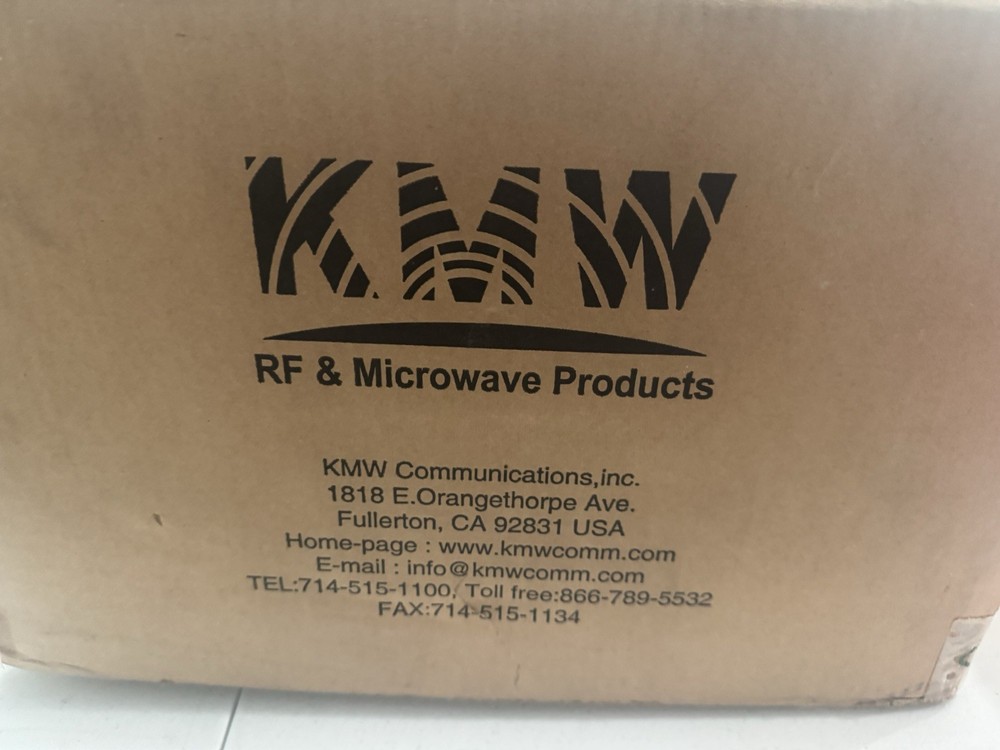 KMW
RF & Microwave Products
KMW Communications,inc.
1818 E.Orangethorpe Ave.
Fullerton, CA 92831 USA
Home-page : www.kmwcomm.com
E-mail : info@kmwcomm.com
TEL:714-515-1100, Toll free:866-789-5532
FAX:714-515-1134